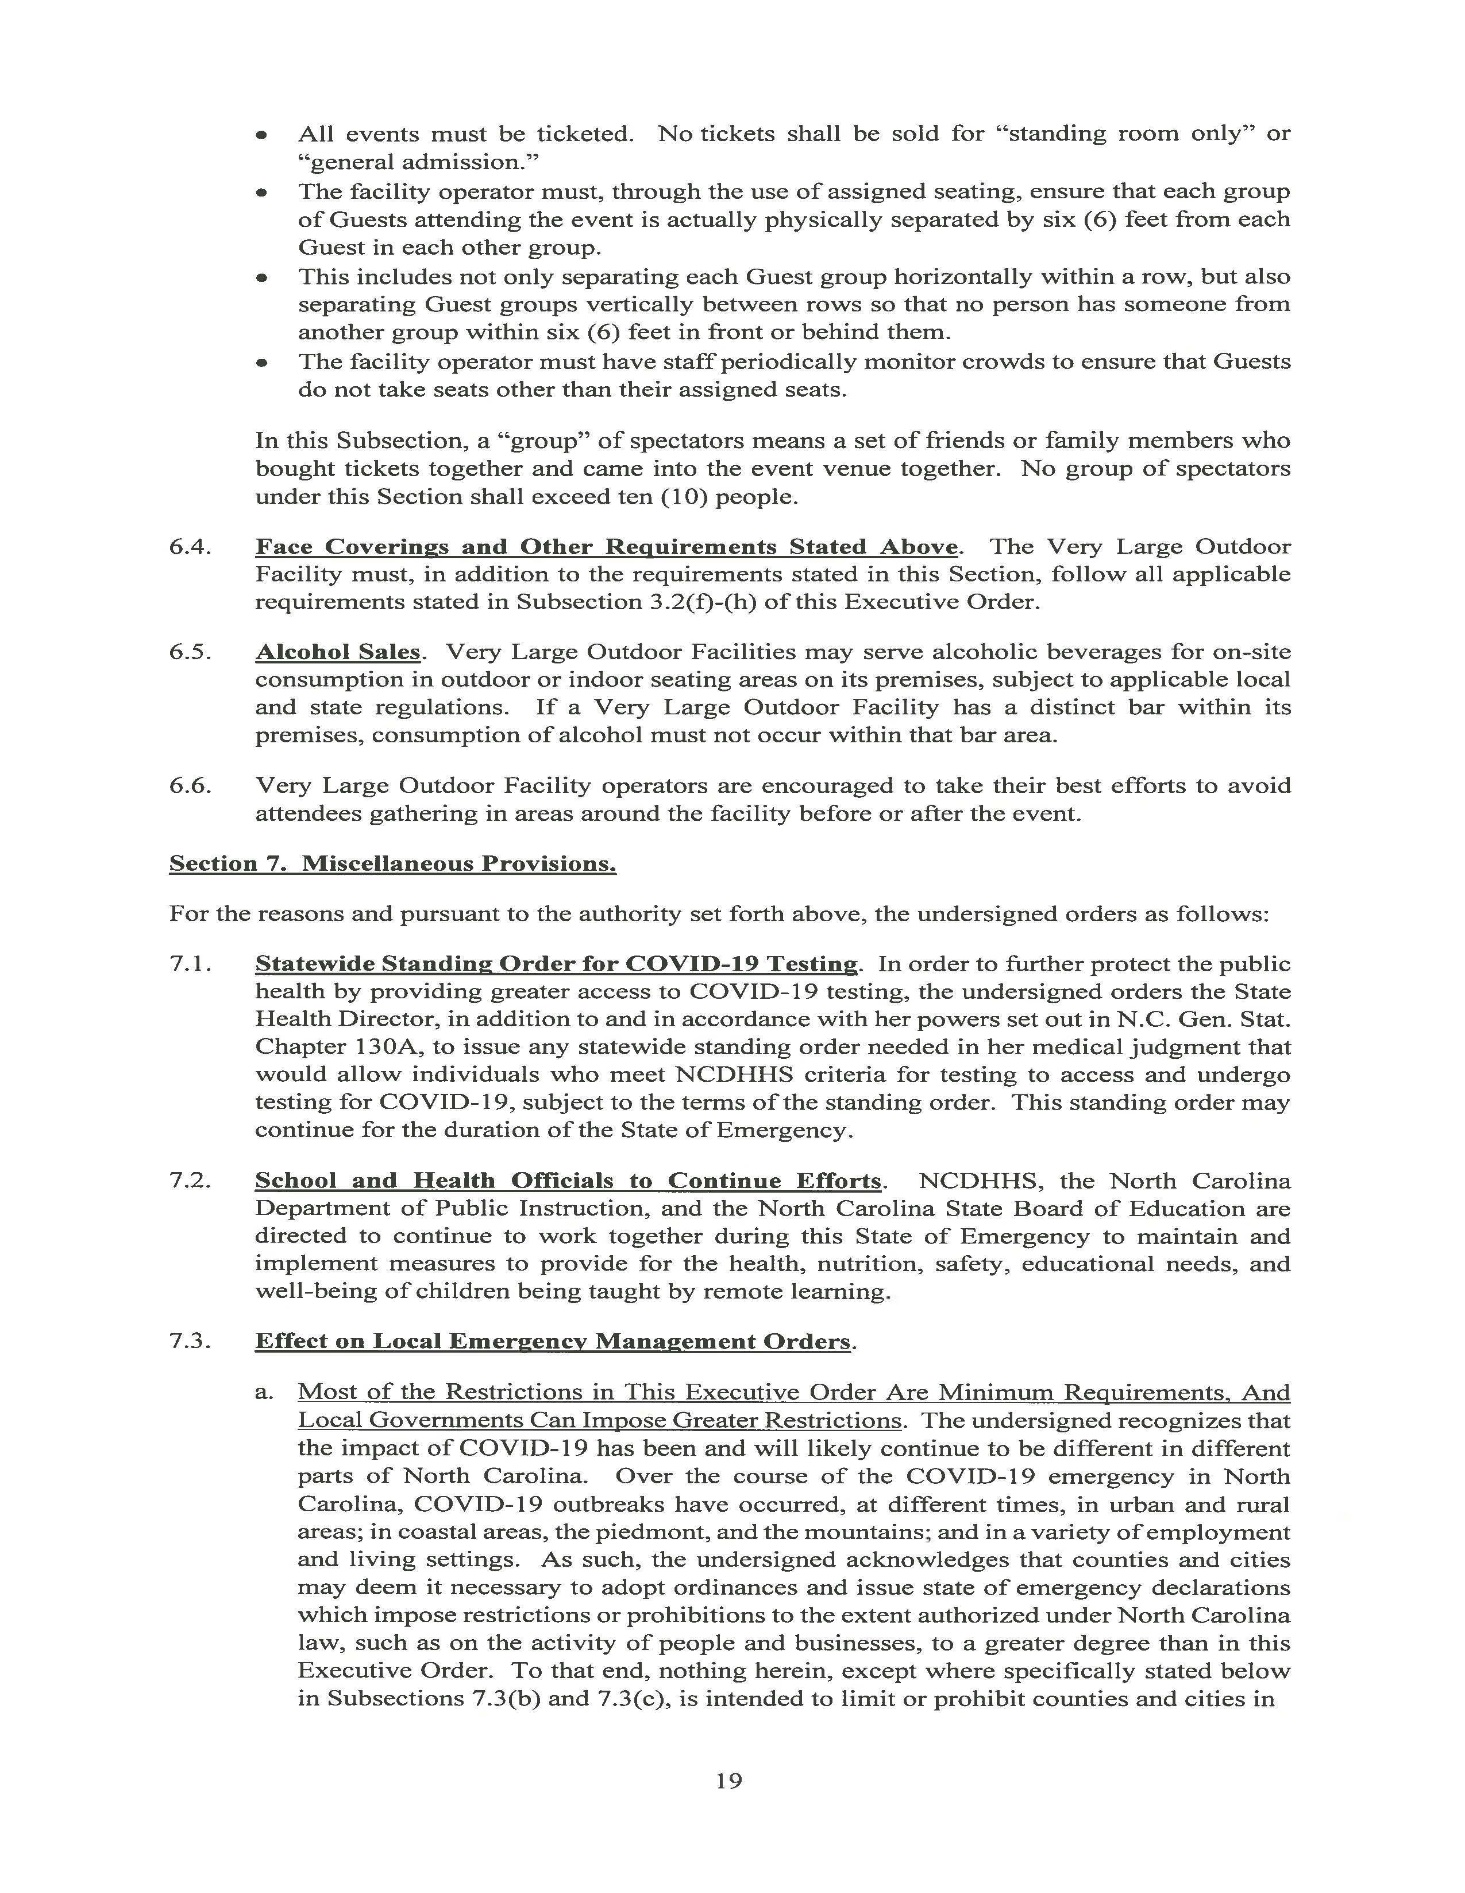 • All events must be ticketed. No tickets shall be sold for “standing room only” or
“general admission.”
• The facility operator must, through the use of assigned seating, ensure that each group
of Guests attending the event is actually physically separated by six (6) feet from each
Guest in each other group.
• This includes not only separating each Guest group horizontally within a row, but also
separating Guest groups vertically between rows so that no person has someone from
another group within six (6) feet in front or behind them.
• The facility operator must have staff periodically monitor crowds to ensure that Guests
do not take seats other than their assigned seats.
In this Subsection, a “group” of spectators means a set of friends or family members who
bought tickets together and came into the event venue together. No group of spectators
under this Section shall exceed ten (10) people.
6.4. Face Coverings and Other Requirements Stated Above. The Very Large Outdoor
Facility must, in addition to the requirements stated in this Section, follow all applicable
requirements stated in Subsection 3.2(f)-(h) of this Executive Order.
6.5. Alcohol Sales. Very Large Outdoor Facilities may serve alcoholic beverages for on-site
consumption in outdoor or indoor seating areas on its premises, subject to applicable local
and state regulations. If a Very Large Outdoor Facility has a distinct bar within its
premises, consumption of alcohol must not occur within that bar area.
6.6. Very Large Outdoor Facility operators are encouraged to take their best efforts to avoid
attendees gathering in areas around the facility before or after the event.
Section 7. Miscellaneous Provisions.
For the reasons and pursuant to the authority set forth above, the undersigned orders as follows:
7.1. Statewide Standing Order for COVID-19 Testing. In order to further protect the public
health by providing greater access to COVID-19 testing, the undersigned orders the State
Health Director, in addition to and in accordance with her powers set out in N.C. Gen. Stat.
Chapter 130A, to issue any statewide standing order needed in her medical judgment that
would allow individuals who meet NCDHHS criteria for testing to access and undergo
testing for COVID-19, subject to the terms of the standing order. This standing order may
continue for the duration of the State of Emergency.
7.2. School and Health Officials to Continue Efforts. NCDHHS, the North Carolina
Department of Public Instruction, and the North Carolina State Board of Education are
directed to continue to work together during this State of Emergency to maintain and
implement measures to provide for the health, nutrition, safety, educational needs, and
well-being of children being taught by remote learning.
7.3. Effect on Local Emergency Management Orders.
a. Most of the Restrictions in This Executive Order Are Minimum Requirements, And
Local Governments Can Impose Greater Restrictions. The undersigned recognizes that
the impact of COVID-19 has been and will likely continue to be different in different
parts of North Carolina. Over the course of the COVID-19 emergency in North
Carolina, COVID-19 outbreaks have occurred, at different times, in urban and rural
areas; in coastal areas, the piedmont, and the mountains; and in a variety of employment
and living settings. As such, the undersigned acknowledges that counties and cities
may deem it necessary to adopt ordinances and issue state of emergency declarations
which impose restrictions or prohibitions to the extent authorized under North Carolina
law, such as on the activity of people and businesses, to a greater degree than in this
Executive Order. To that end, nothing herein, except where specifically stated below
in Subsections 7.3(b) and 7.3(c), is intended to limit or prohibit counties and cities in
19